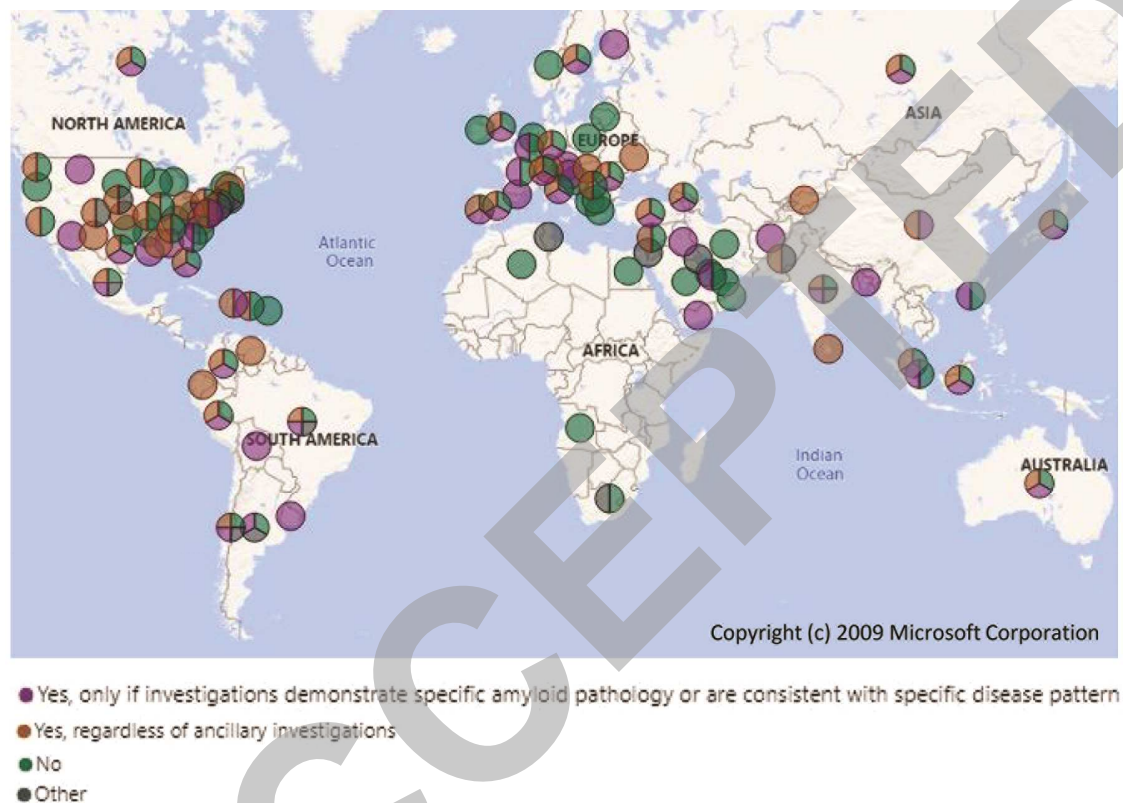 NORTH AMERICA
ASIA
EUROPE
Atlantic
Ocean
AFRICA
SOUTH AMERICA
Indian
Ocean
AUSTRALIA
Copyright (c) 2009 Microsoft Corporation
Yes, only if investigations demonstrate specific amyloid pathology or are consistent with specific disease pattern
Yes, regardless of ancillary investigations
No
Other
CCEPTED